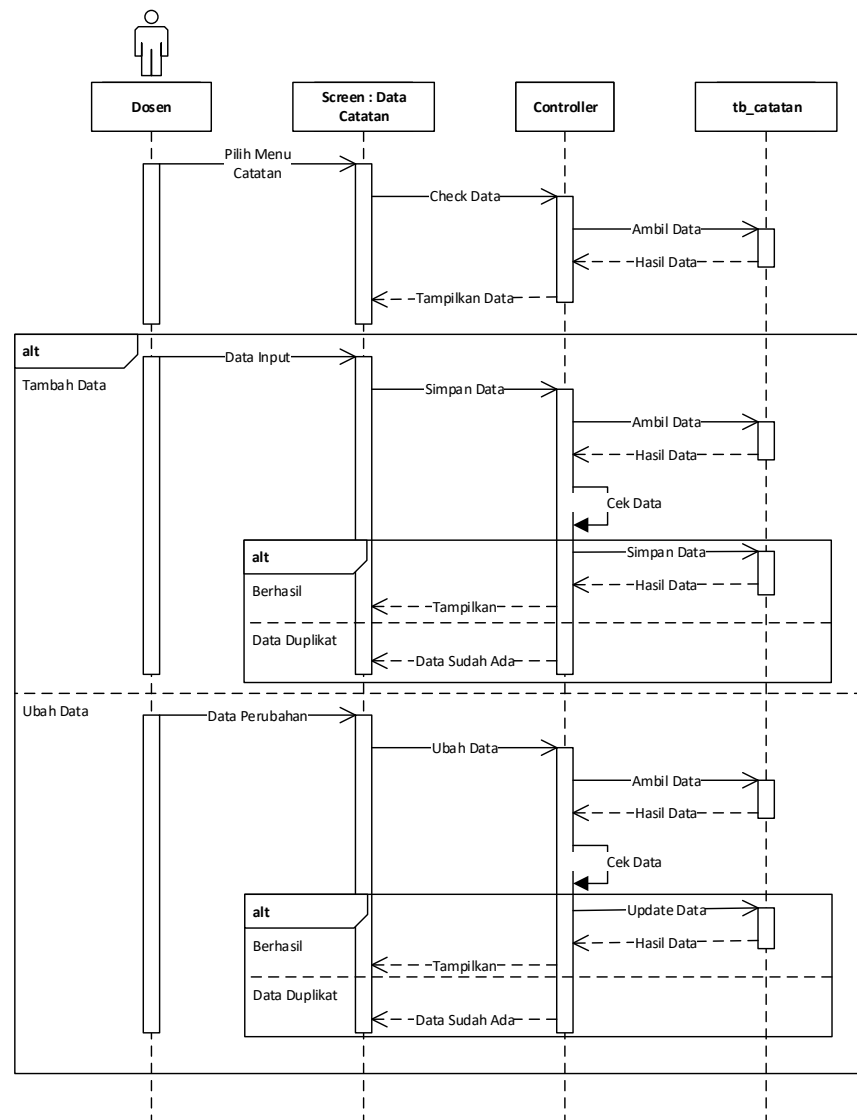 Dosen
Screen : Data
Catatan
Controller
tb_catatan
Pilih Menu
Catatan
Check Data
Ambil Data
Hasil Data
Tampilkan Data
alt
Tambah Data
Data Input
Simpan Data
Ambil Data
Hasil Data
Cek Data
alt
Simpan Data
Berhasil
Hasil Data
Tampilkan
Data Duplikat
Data Sudah Ada
Ubah Data
Data Perubahan
Ubah Data
Ambil Data
Hasil Data
Cek Data
alt
Update Data
Berhasil
Hasil Data
Tampilkan
Data Duplikat
Data Sudah Ada